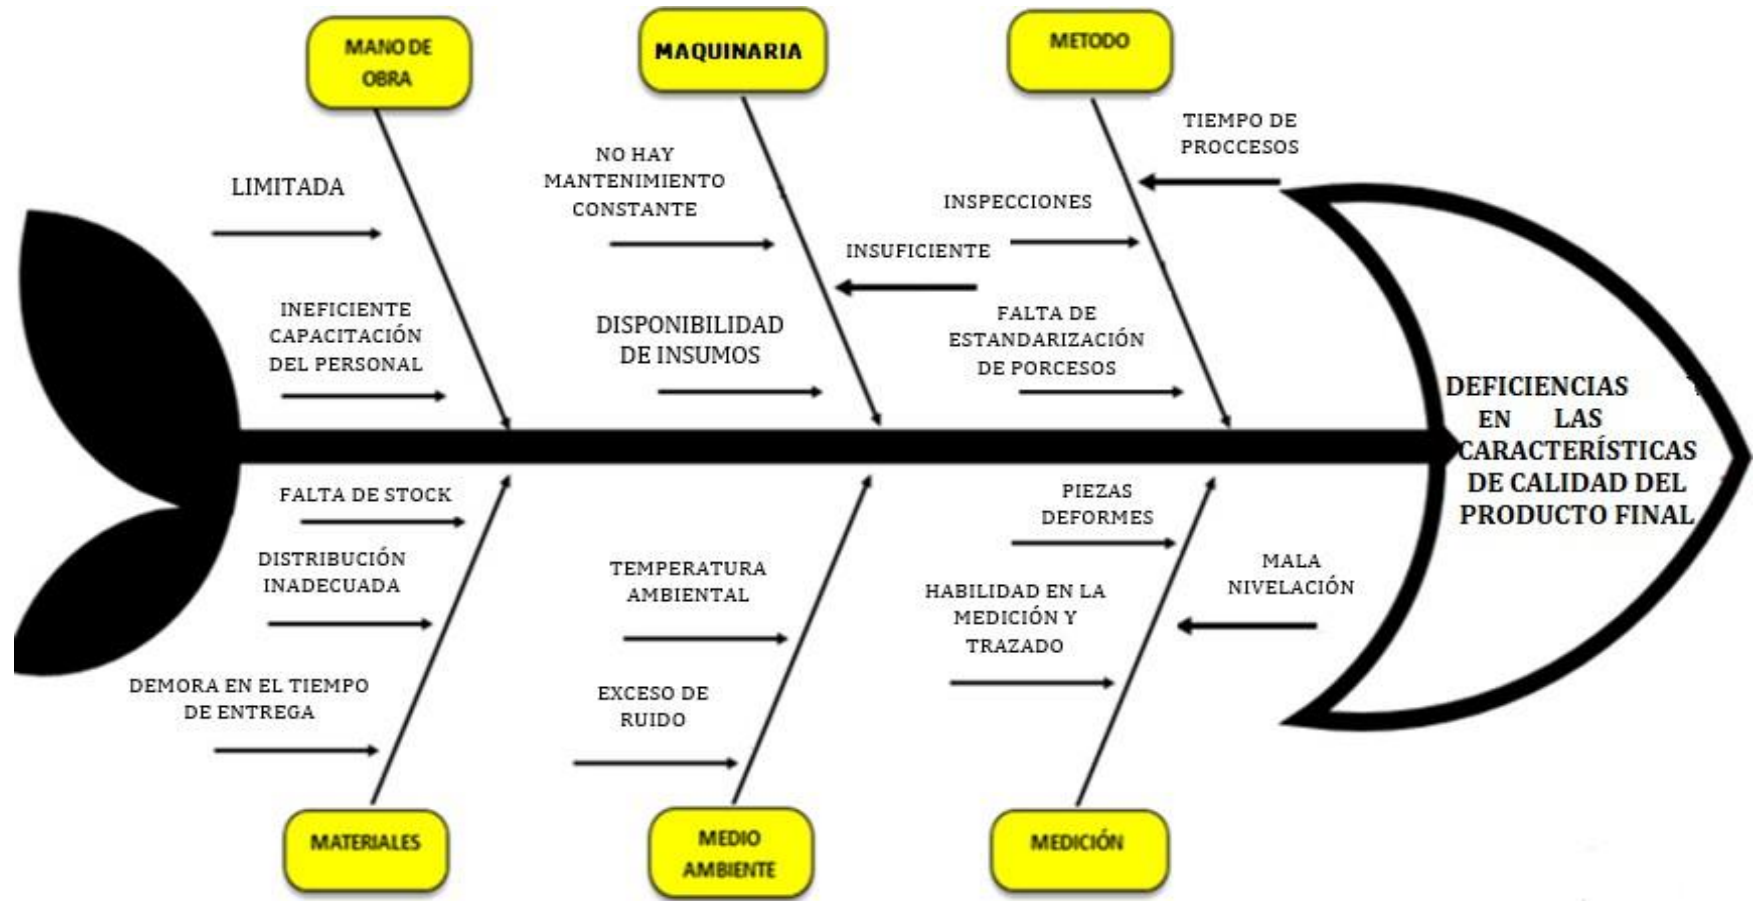 MANO DE
OBRA
MAQUINARIA
METODO
TIEMPO DE
PROCCESOS
LIMITADA
NO HAY
MANTENIMIENTO
CONSTANTE
INSPECCIONES
INSUFICIENTE
INEFICIENTE
CAPACITACIÓN
DEL PERSONAL
DISPONIBILIDAD
DE INSUMOS
FALTA DE
ESTANDARIZACIÓN
DE PORCESOS
DEFICIENCIAS
EN LAS
CARACTERÍSTICAS
DE CALIDAD DEL
PRODUCTO FINAL
FALTA DE STOCK
DISTRIBUCIÓN
INADECUADA
DEMORA EN EL TIEMPO
DE ENTREGA
TEMPERATURA
AMBIENTAL
EXCESO DE
RUIDO
PIEZAS
DEFORMES
HABILIDAD EN LA
MEDICIÓN Y
TRAZADO
MALA
NIVELACIÓN
MATERIALES
MEDIO
AMBIENTE
MEDICIÓN